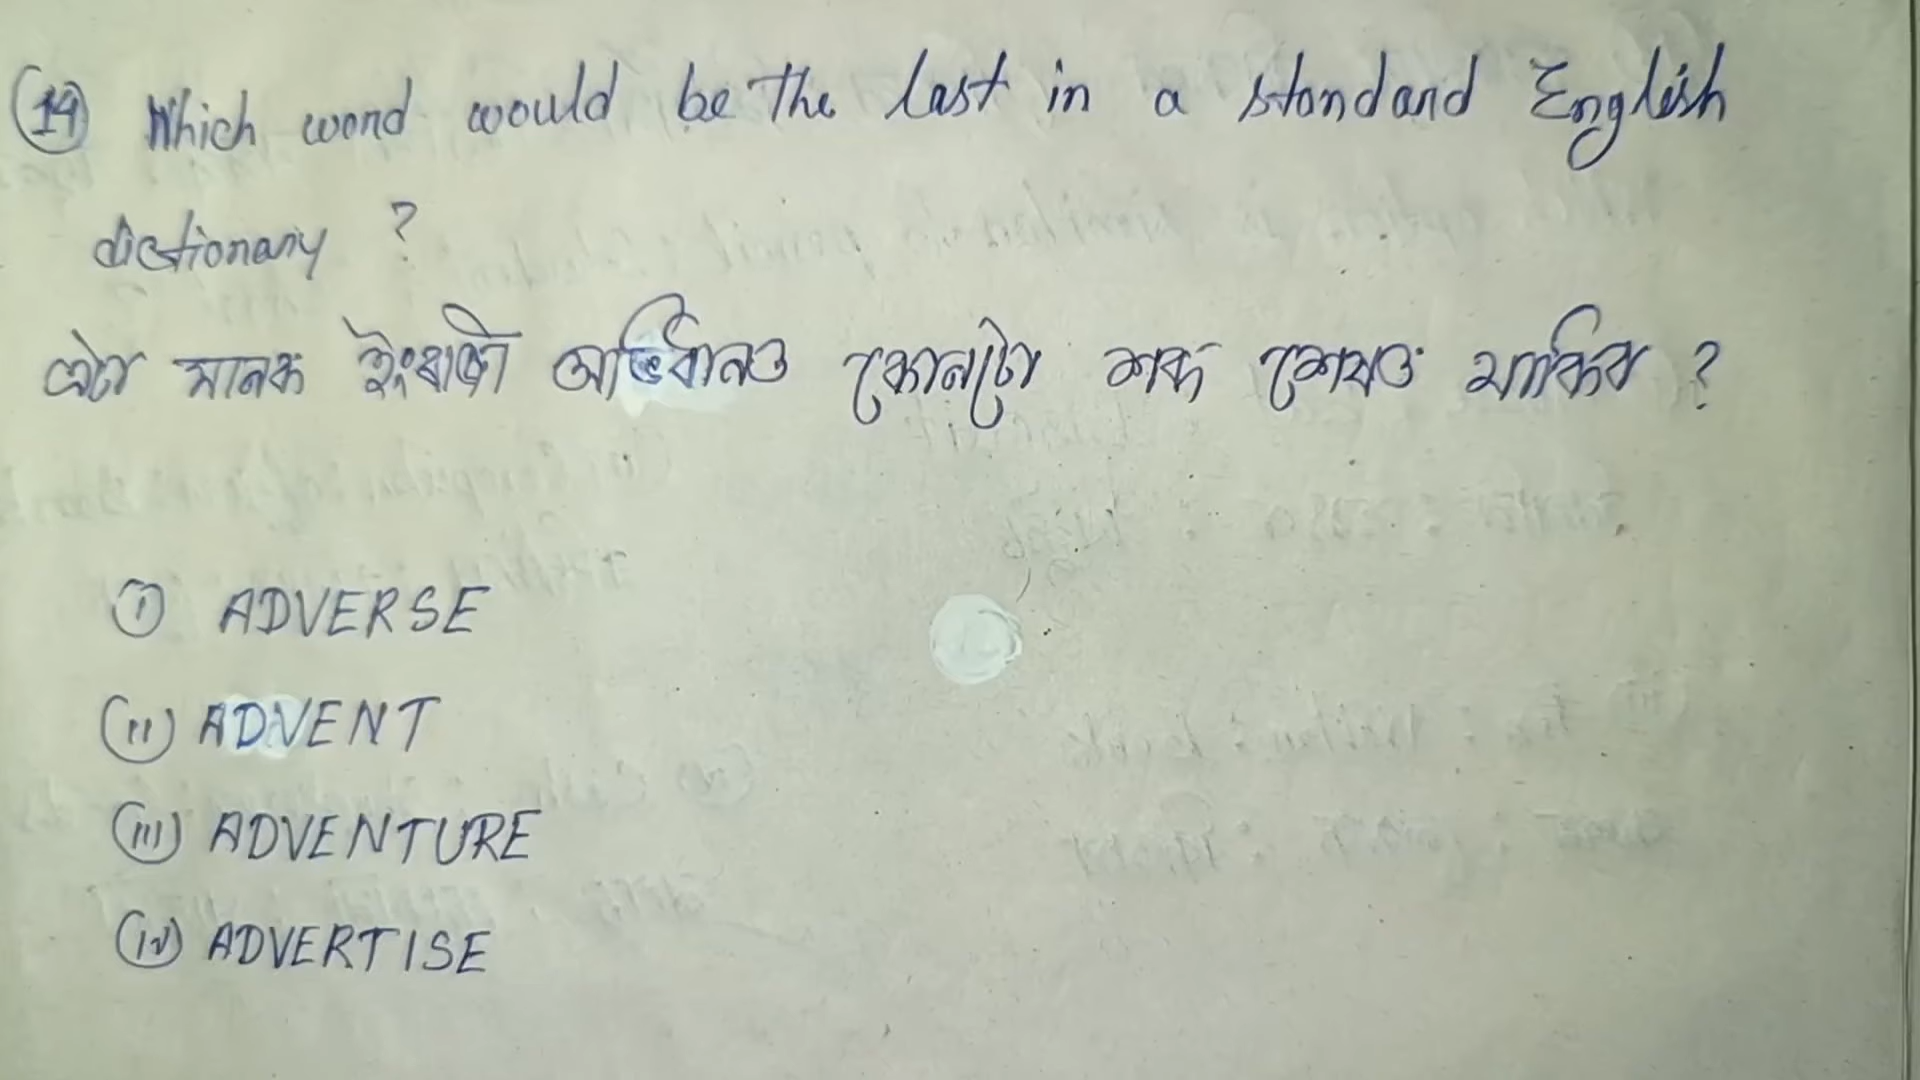 (14) Which word would be the last in a standard English
dictionary ?
এটা মানক ইংৰাজী অভিধানত কোনটো শব্দ শেষত থাকিব ?
(i) ADVERSE
(ii) ADVENT
(iii) ADVENTURE
(iv) ADVERTISE